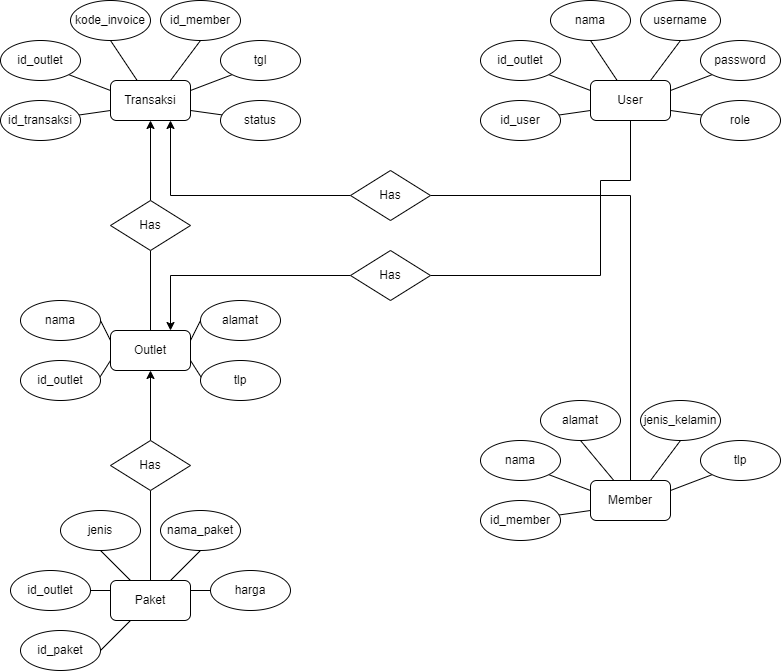 kode_invoice
id_member
id_outlet
tgl
Transaksi
id_transaksi
status
nama
username
id_outlet
password
User
id_user
role
Has
Has
Has
nama
alamat
Outlet
id_outlet
tlp
Has
alamat
jenis_kelamin
nama
tlp
Member
id_member
jenis
nama_paket
id_outlet
harga
Paket
id_paket